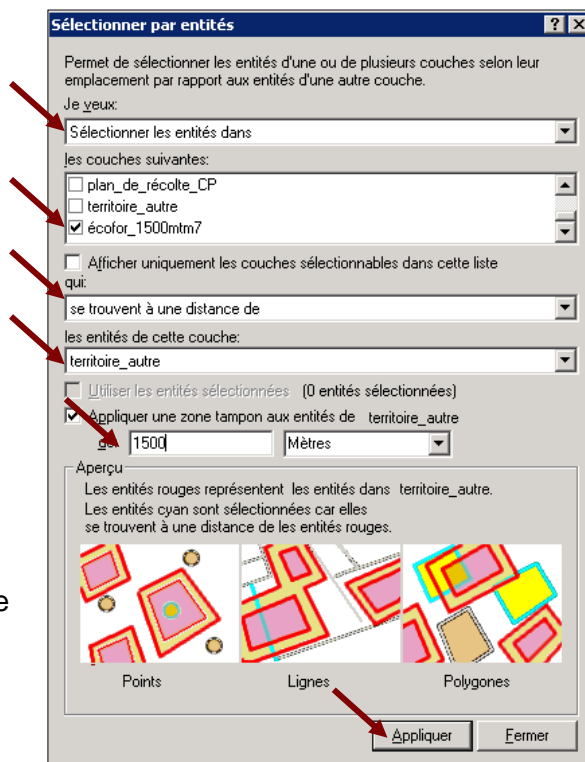 Sélectionner par entités
Permet de sélectionner les entités d'une ou de plusieurs couches selon leur
emplacement par rapport aux entités d'une autre couche.
Je veux:
Sélectionner les entités dans
les couches suivantes:
plan_de_récolte_CP
territoire_autre
écofor_1500mtm7
Afficher uniquement les couches sélectionnables dans cette liste
qui:
se trouvent à une distance de
les entités de cette couche:
territoire_autre
Utiliser les entités sélectionnées (0 entités sélectionnées)
Appliquer une zone tampon aux entités de territoire_autre
de: 1500 Mètres
Aperçu
Les entités rouges représentent les entités dans territoire_autre.
Les entités cyan sont sélectionnées car elles
se trouvent à une distance de les entités rouges.
e
Points Lignes Polygones
Appliquer Fermer